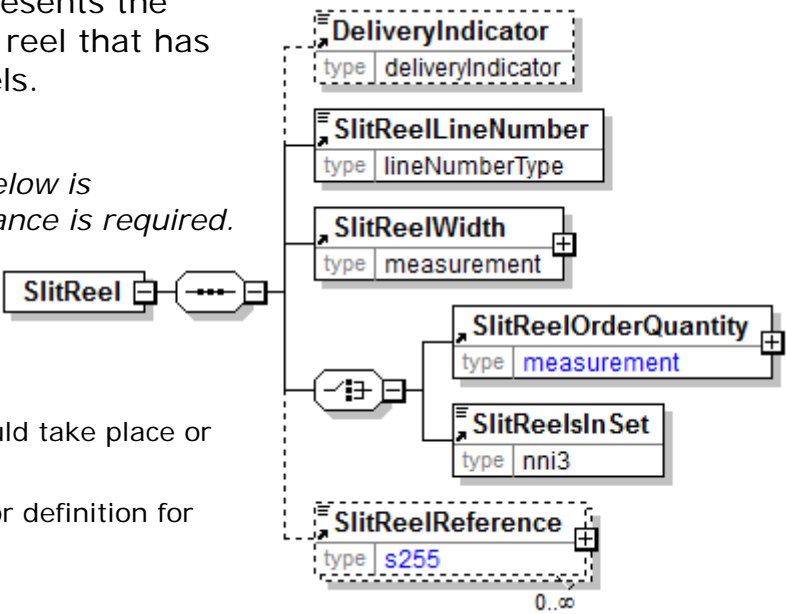 esents the
reel that has
els.
elow is
ance is required.
uld take place or
or definition for
DeliveryIndicator
type deliveryIndicator
SlitReelLineNumber
type lineNumberType
SlitReelWidth
type measurement
SlitReel
SlitReelOrderQuantity
type measurement
SlitReelsInSet
type nni3
SlitReelReference
type s255
0..∞